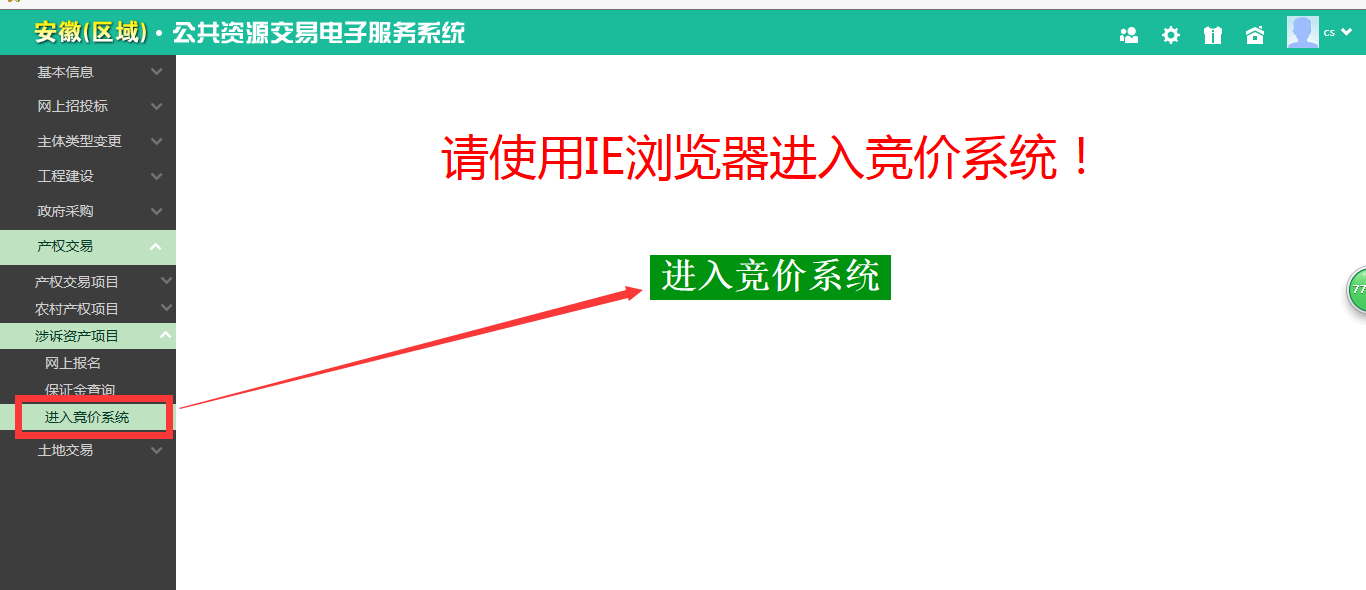 安徽(区域)·公共资源交易电子服务系统
cs
基本信息
网上招投标
主体类型变更
工程建设
政府采购
产权交易
产权交易项目
农村产权项目
涉诉资产项目
网上报名
保证金查询
进入竞价系统
土地交易
请使用IE浏览器进入竞价系统！
进入竞价系统
77